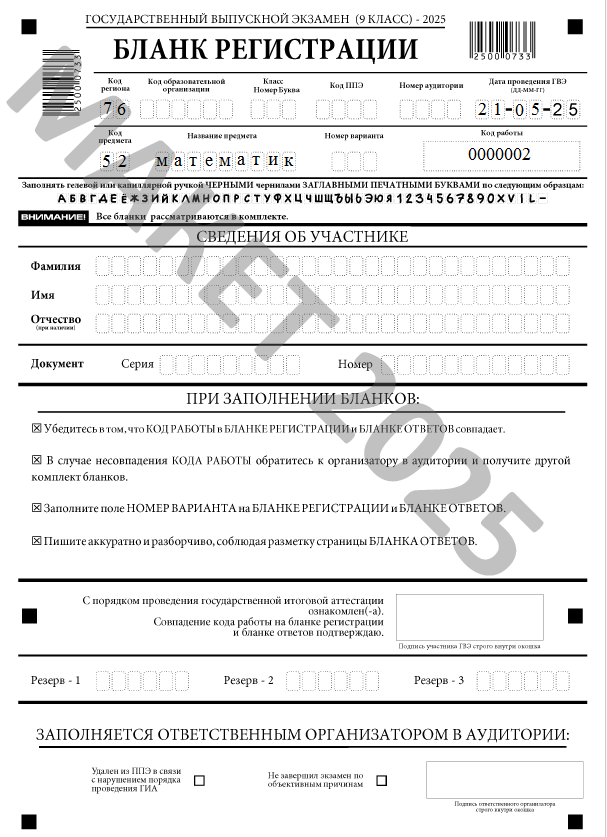 ГОСУДАРСТВЕННЫЙ ВЫПУСКНОЙ ЭКЗАМЕН (9 КЛАСС) - 2025
БЛАНК РЕГИСТРАЦИИ
25000733
25000733
Код региона
Код образовательной организации
Класс
Номер Буква
Код ППЭ
Номер аудитории
Дата проведения ГВЭ
(ДД-ММ-ГГ)
76
21-05-25
Код предмета
Название предмета
Номер варианта
Код работы
52
математик
0000002
Заполнять гелевой или капиллярной ручкой ЧЕРНЫМИ чернилами ЗАГЛАВНЫМИ ПЕЧАТНЫМИ БУКВАМИ по следующим образцам:
АБВГДЕЁЖЗИЙКЛМНОПРСТУФХЦЧШЩЪЫЬЭЮЯ1234567890XVIL-
ВНИМАНИЕ! Все бланки рассматриваются в комплекте.
СВЕДЕНИЯ ОБ УЧАСТНИКЕ
Фамилия
Имя
Отчество
(при наличии)
Документ Серия Номер
ПРИ ЗАПОЛНЕНИИ БЛАНКОВ:
☒ Убедитесь в том, что КОД РАБОТЫ в БЛАНКЕ РЕГИСТРАЦИИ и БЛАНКЕ ОТВЕТОВ совпадает.
☒ В случае несовпадения КОДА РАБОТЫ обратитесь к организатору в аудитории и получите другой
комплект бланков.
☒ Заполните поле НОМЕР ВАРИАНТА на БЛАНКЕ РЕГИСТРАЦИИ и БЛАНКЕ ОТВЕТОВ.
☒ Пишите аккуратно и разборчиво, соблюдая разметку страницы БЛАНКА ОТВЕТОВ.
МАКЕТ 2025
С порядком проведения государственной итоговой аттестации
ознакомлен(-а).
Совпадение кода работы на бланке регистрации
и бланке ответов подтверждаю.
Подпись участника ГВЭ строго внутри окошка
Резерв - 1 Резерв - 2 Резерв - 3
ЗАПОЛНЯЕТСЯ ОТВЕТСТВЕННЫМ ОРГАНИЗАТОРОМ В АУДИТОРИИ:
Удален из ППЭ в связи
с нарушением порядка
проведения ГИА
Не завершил экзамен по
объективным причинам
Подпись ответственного организатора
строго внутри окошка